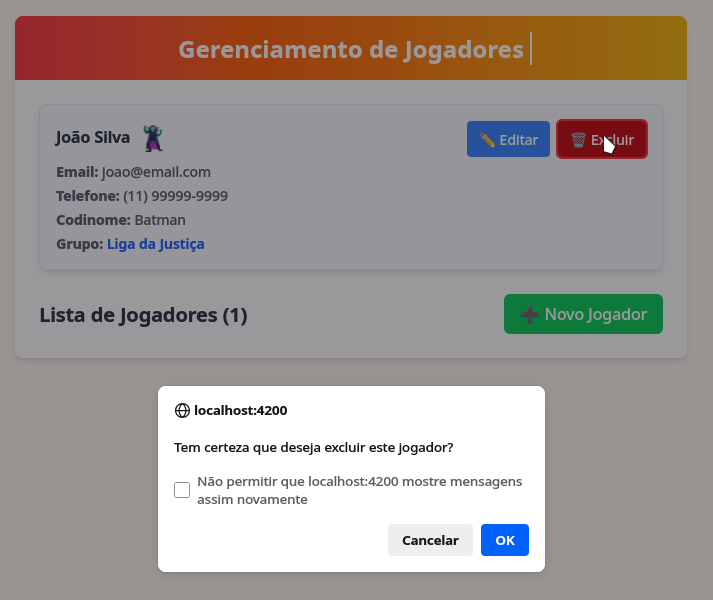 Gerenciamento de Jogadores
João Silva
✏️ Editar
🗑️ Excluir
Email: joao@email.com
Telefone: (11) 99999-9999
Codinome: Batman
Grupo: Liga da Justiça
Lista de Jogadores (1)
➕ Novo Jogador
localhost:4200
Tem certeza que deseja excluir este jogador?
Não permitir que localhost:4200 mostre mensagens
assim novamente
Cancelar
OK